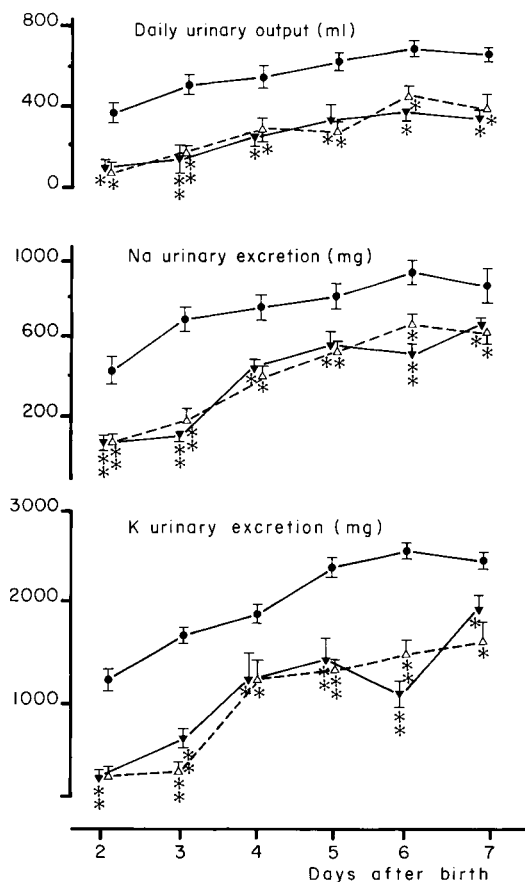 Daily urinary output (ml)
800
400
0
Na urinary excretion (mg)
1000
600
200
K urinary excretion (mg)
3000
2000
1000
2 3 4 5 6 7
Days after birth